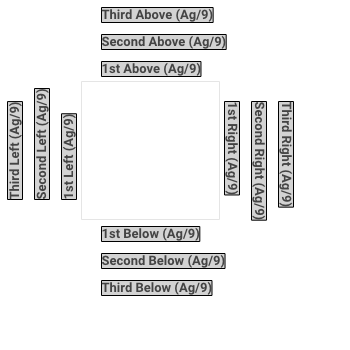 Third Above (Ag/9)
Second Above (Ag/9)
1st Above (Ag/9)
Third Left (Ag/9)
Second Left (Ag/9)
1st Left (Ag/9)
1st Right (Ag/9)
Second Right (Ag/9)
Third Right (Ag/9)
1st Below (Ag/9)
Second Below (Ag/9)
Third Below (Ag/9)